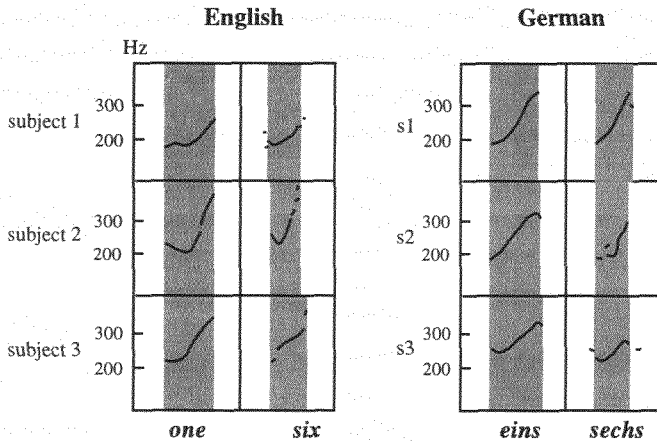 English
German
Hz
subject 1
300
200
s1
300
200
subject 2
300
200
s2
300
200
subject 3
300
200
s3
300
200
one
six
eins
sechs